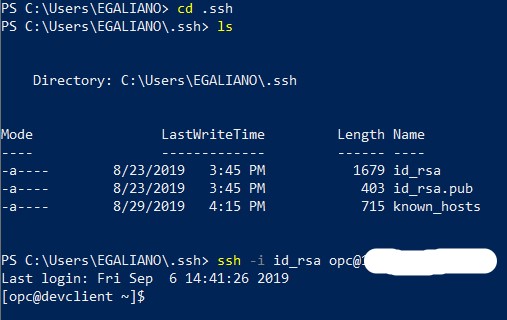 PS C:\Users\EGALIANO> cd .ssh
PS C:\Users\EGALIANO\.ssh> ls
Directory: C:\Users\EGALIANO\.ssh
Mode LastWriteTime Length Name
---- ------------- ------ ----
-a---- 8/23/2019 3:45 PM 1679 id_rsa
-a---- 8/23/2019 3:45 PM 403 id_rsa.pub
-a---- 8/29/2019 4:15 PM 715 known_hosts
PS C:\Users\EGALIANO\.ssh> ssh -i id_rsa opc@
Last login: Fri Sep 6 14:41:26 2019
[opc@devclient ~]$